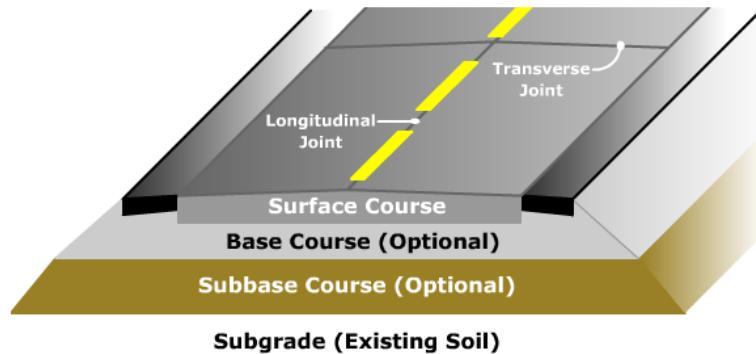 Transverse
Joint
Longitudinal
Joint
Surface Course
Base Course (Optional)
Subbase Course (Optional)
Subgrade (Existing Soil)